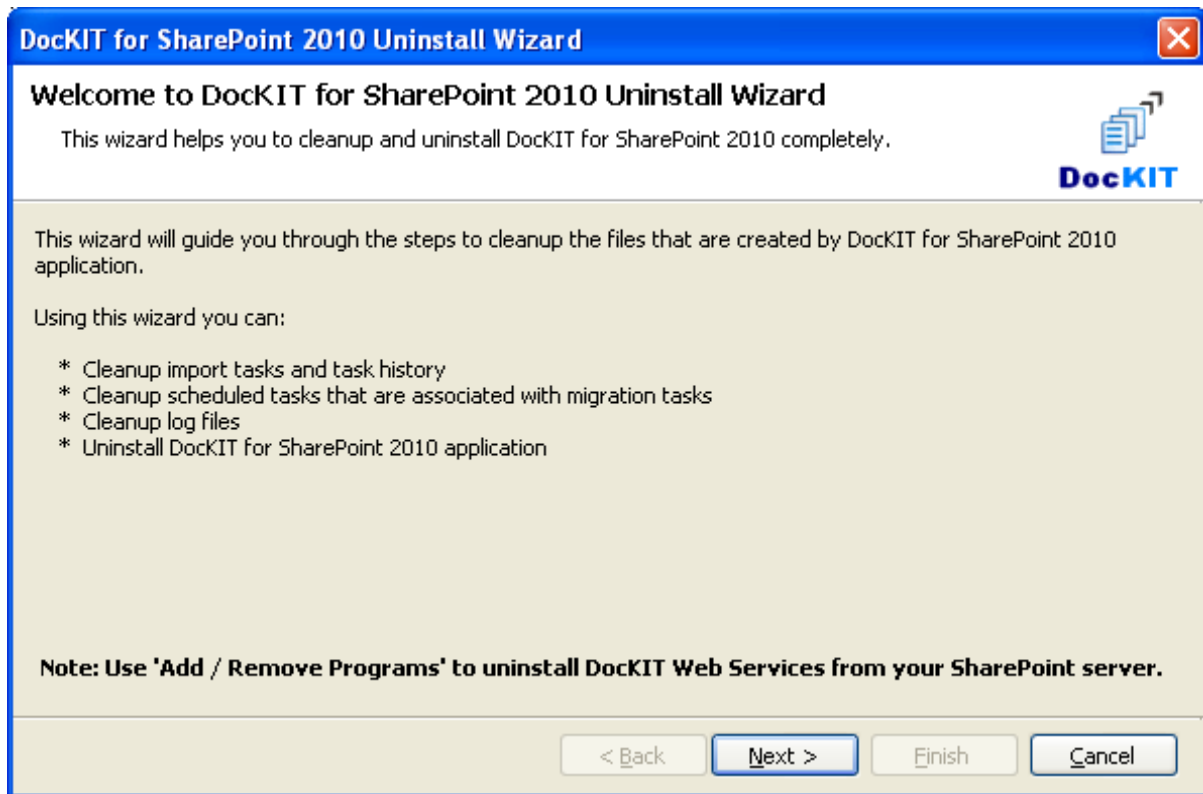 DocKIT for SharePoint 2010 Uninstall Wizard
Welcome to DocKIT for SharePoint 2010 Uninstall Wizard
This wizard helps you to cleanup and uninstall DocKIT for SharePoint 2010 completely.
DocKIT
This wizard will guide you through the steps to cleanup the files that are created by DocKIT for SharePoint 2010
application.
Using this wizard you can:
* Cleanup import tasks and task history
* Cleanup scheduled tasks that are associated with migration tasks
* Cleanup log files
* Uninstall DocKIT for SharePoint 2010 application
Note: Use 'Add / Remove Programs' to uninstall DocKIT Web Services from your SharePoint server.
< Back Next > Finish Cancel